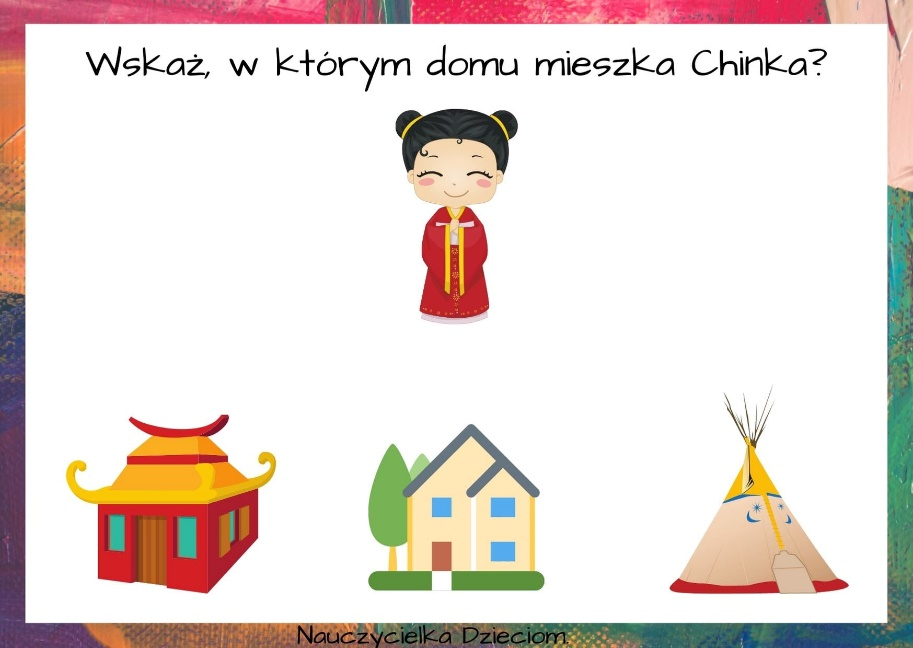 Wskaż, w którym domu mieszka Chinka?
Nauczycielka Dzieciom.